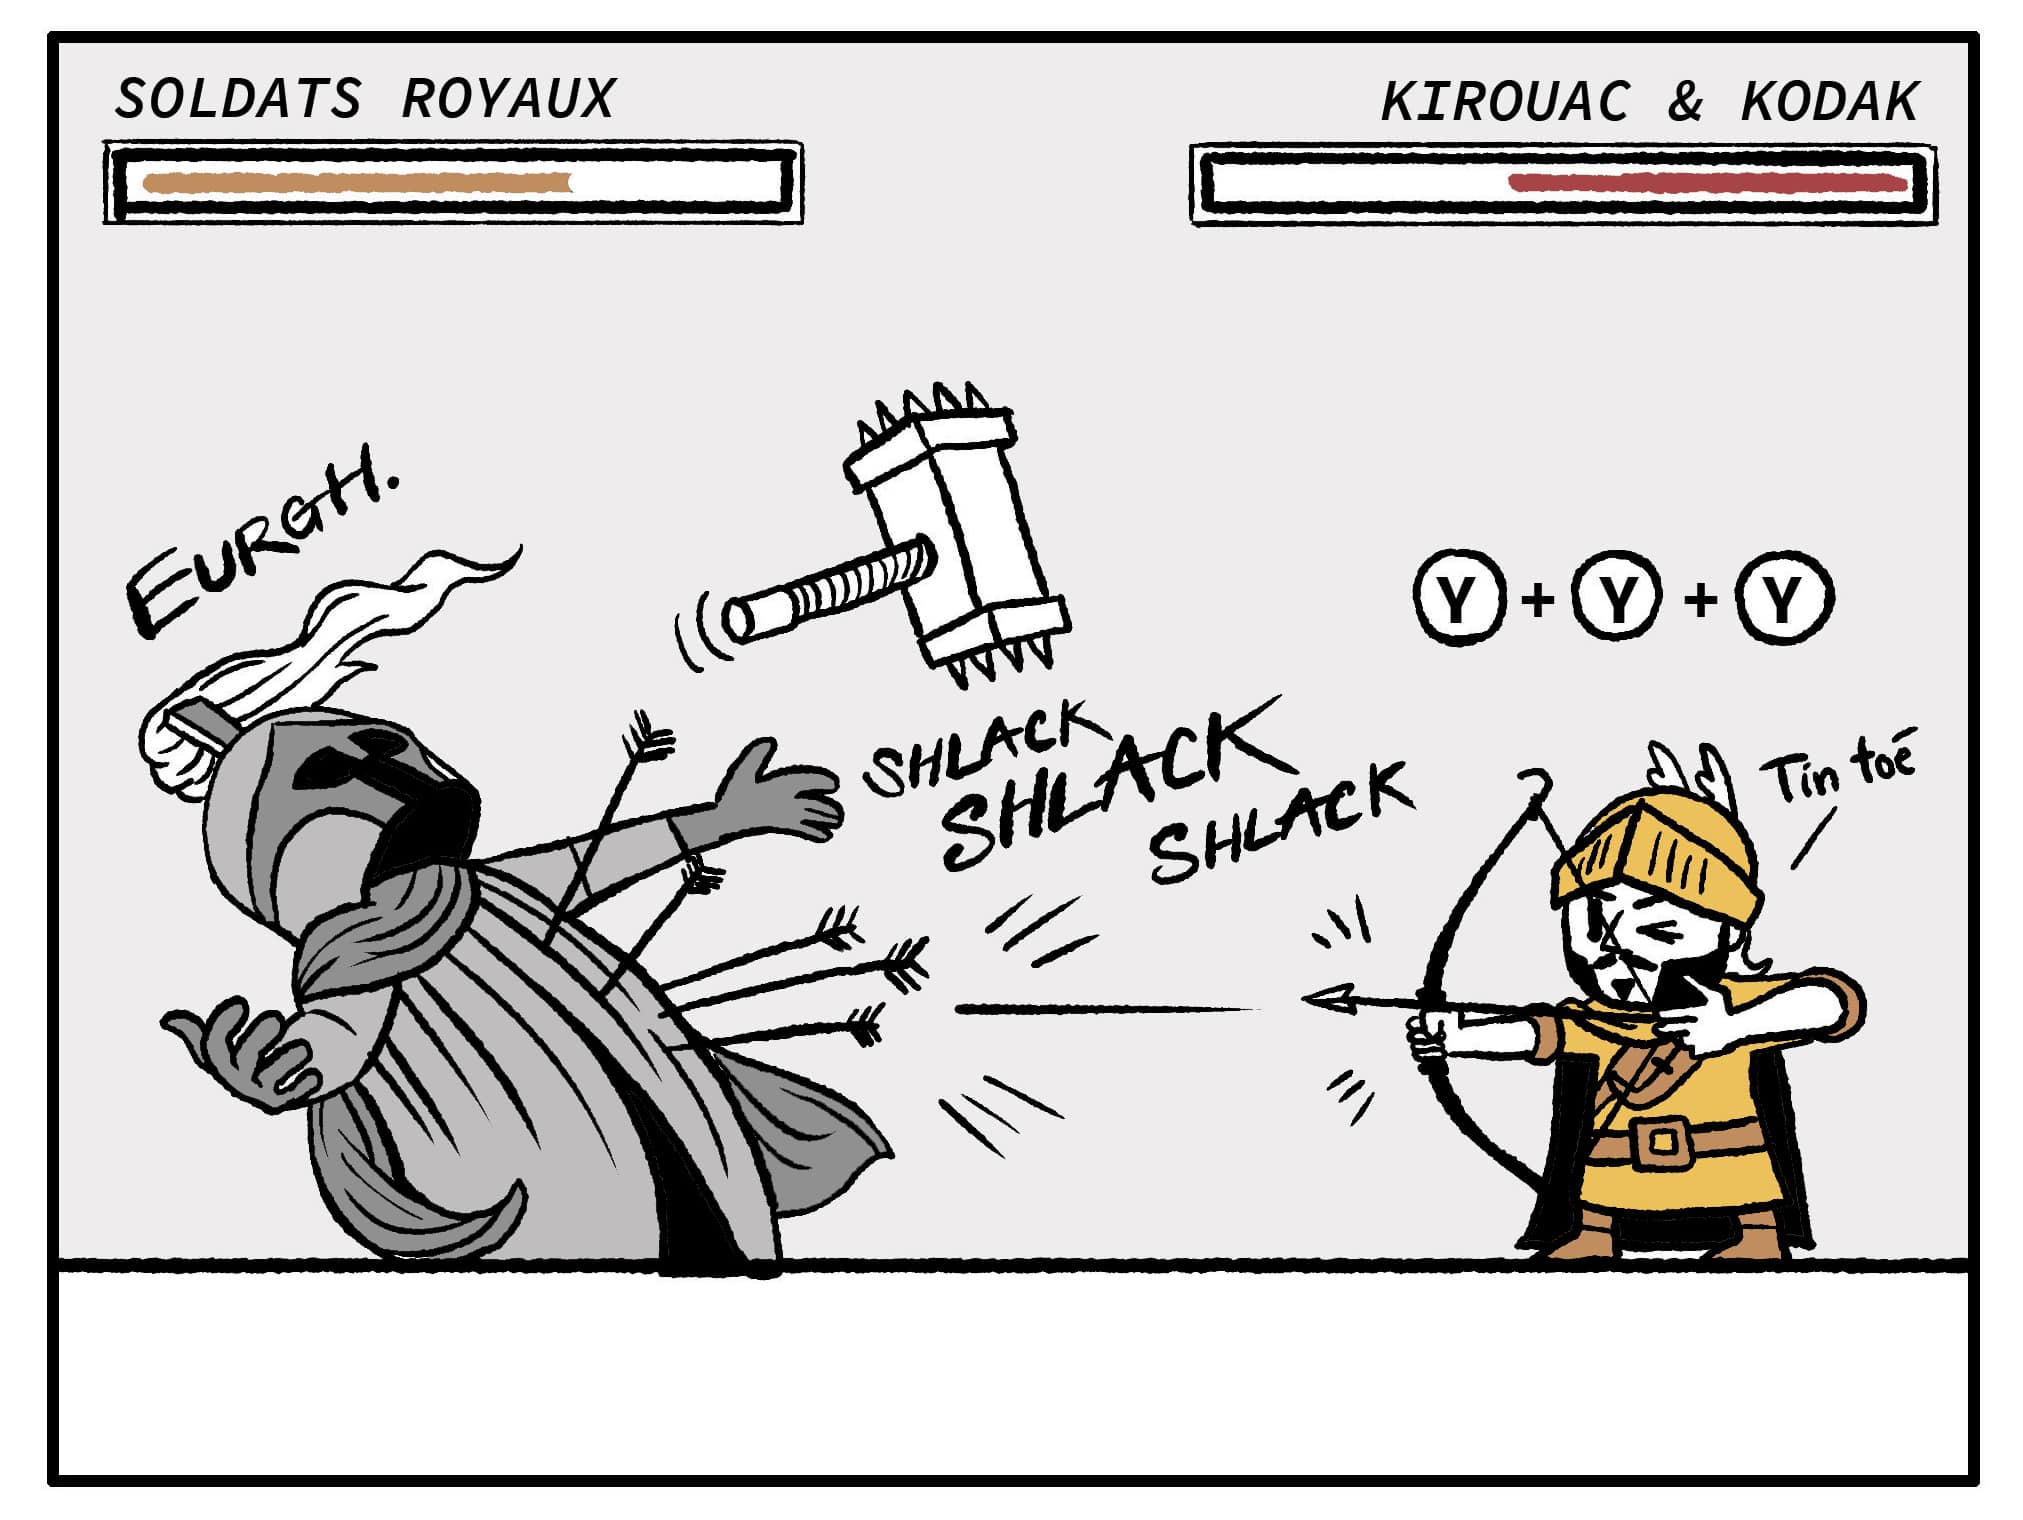 SOLDATS ROYAUX
KIROUAC & KODAK
EURGH.
Y + Y + Y
SHLACK
SHLACK
SHLACK
Tin toé